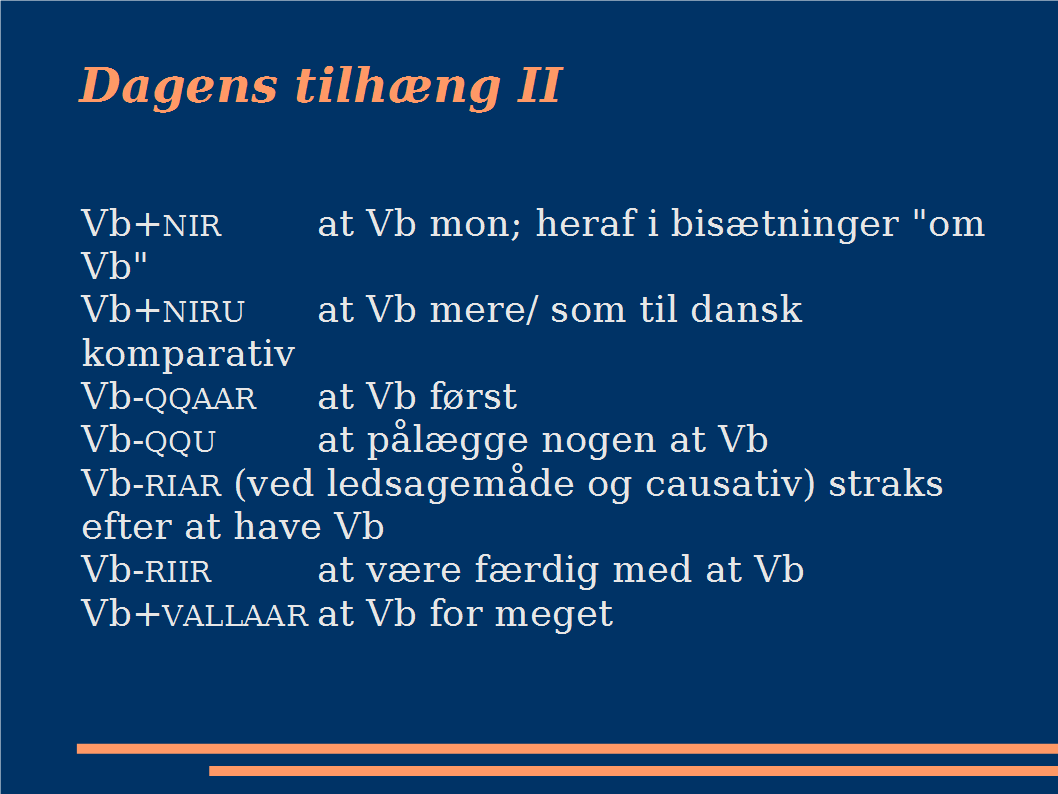 Dagens tilhæng II
Vb+NIR at Vb mon; heraf i bisætninger "om
Vb"
Vb+NIRU at Vb mere/ som til dansk
komparativ
Vb-QQAAR at Vb først
Vb-QQU at pålægge nogen at Vb
Vb-RIAR (ved ledsagemåde og causativ) straks
efter at have Vb
Vb-RIIR at være færdig med at Vb
Vb+VALLAAR at Vb for meget